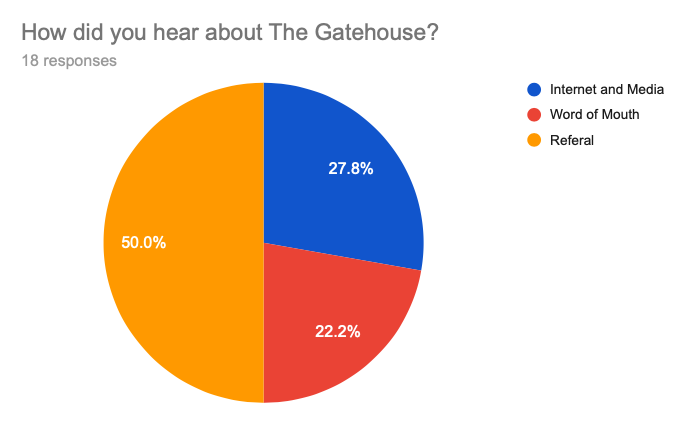 How did you hear about The Gatehouse?
18 responses
Internet and Media
Word of Mouth
Referal
27.8%
50.0%
22.2%